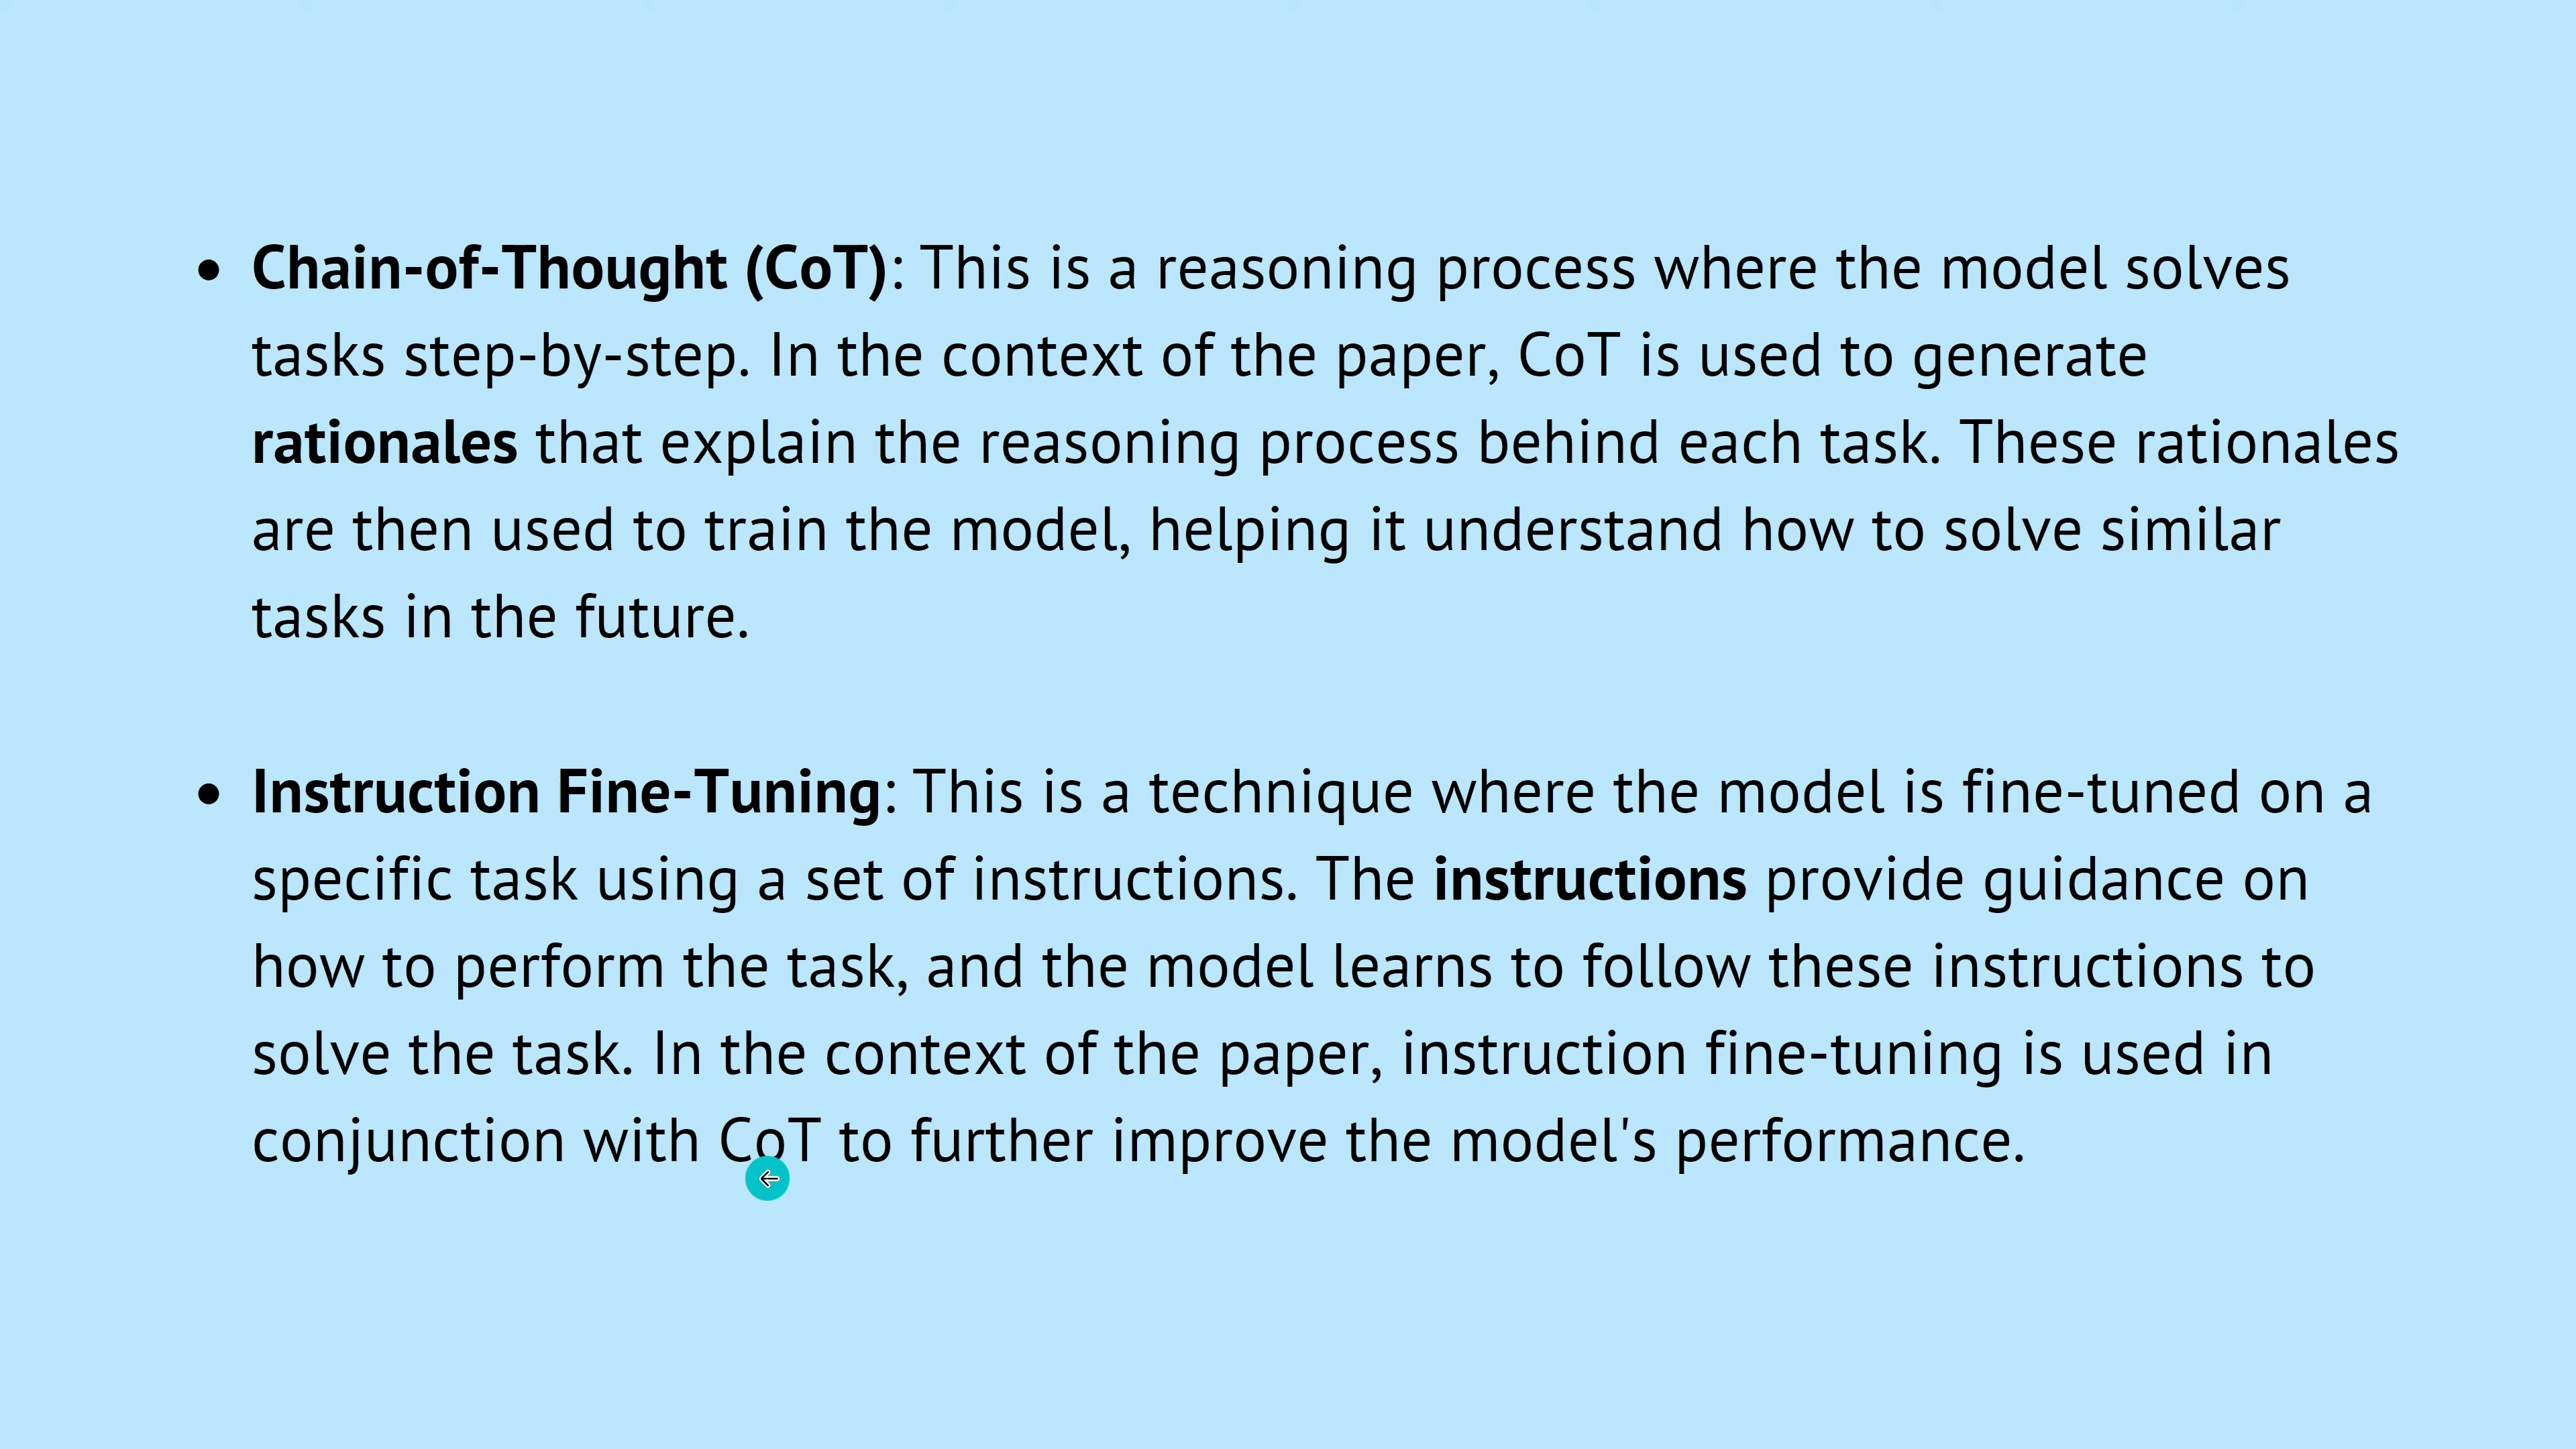 • Chain-of-Thought (CoT): This is a reasoning process where the model solves
tasks step-by-step. In the context of the paper, CoT is used to generate
rationales that explain the reasoning process behind each task. These rationales
are then used to train the model, helping it understand how to solve similar
tasks in the future.
• Instruction Fine-Tuning: This is a technique where the model is fine-tuned on a
specific task using a set of instructions. The instructions provide guidance on
how to perform the task, and the model learns to follow these instructions to
solve the task. In the context of the paper, instruction fine-tuning is used in
conjunction with CoT to further improve the model's performance.